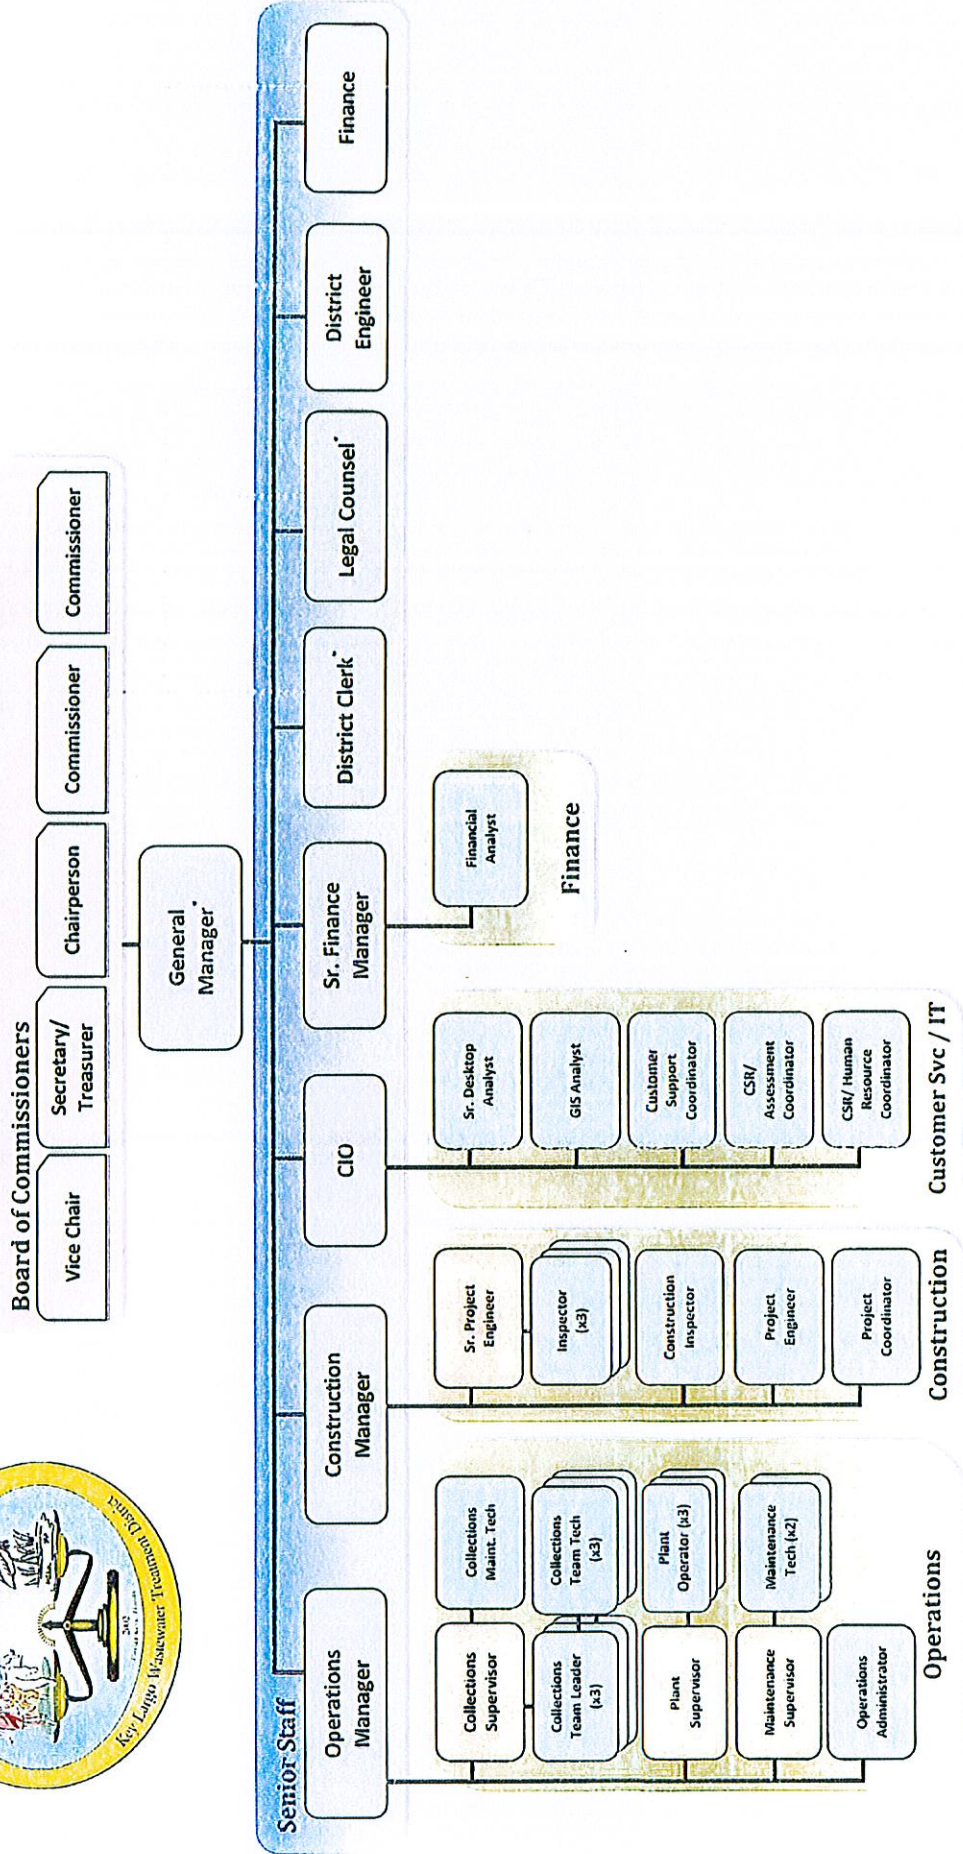 Board of Commissioners
Vice Chair
Secretary/
Treasurer
Chairperson
Commissioner
Commissioner
General
Manager*
Key Largo Wastewater Treatment District
Senior Staff
Operations
Manager
Construction
Manager
CIO
Sr. Finance
Manager
District Clerk*
Legal Counsel*
District
Engineer
Finance
Collections
Supervisor
Collections
Maint. Tech
Collections
Team Leader
(x3)
Collections
Team Tech
(x3)
Plant
Supervisor
Plant
Operator (x3)
Maintenance
Supervisor
Maintenance
Tech (x2)
Operations
Administrator
Operations
Sr. Project
Engineer
Inspector
(x3)
Construction
Inspector
Project
Engineer
Project
Coordinator
Construction
Sr. Desktop
Analyst
GIS Analyst
Customer
Support
Coordinator
CSR/
Assessment
Coordinator
CSR/ Human
Resource
Coordinator
Customer Svc / IT
Financial
Analyst
Finance